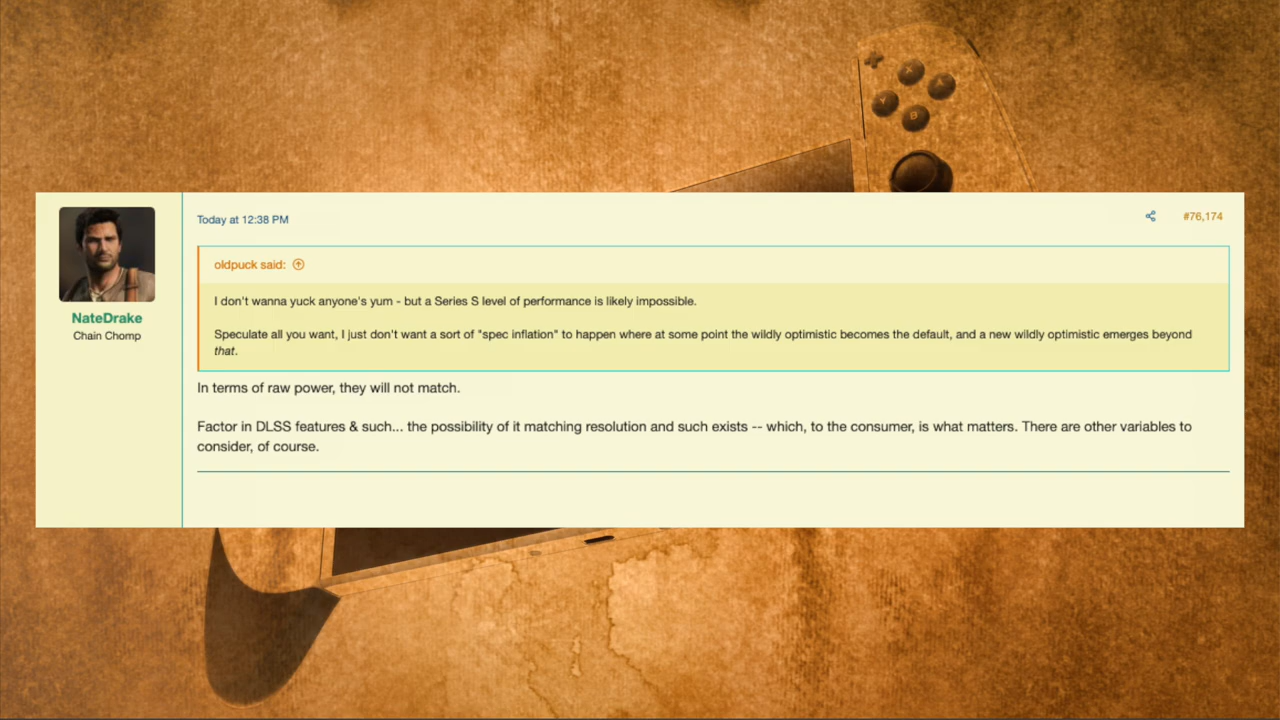 Today at 12:38 PM
#76,174
oldpuck said:
I don't wanna yuck anyone's yum - but a Series S level of performance is likely impossible.
Speculate all you want, I just don't want a sort of "spec inflation" to happen where at some point the wildly optimistic becomes the default, and a new wildly optimistic emerges beyond
that.
NateDrake
Chain Chomp
In terms of raw power, they will not match.
Factor in DLSS features & such... the possibility of it matching resolution and such exists -- which, to the consumer, is what matters. There are other variables to
consider, of course.
X
A
Y
B